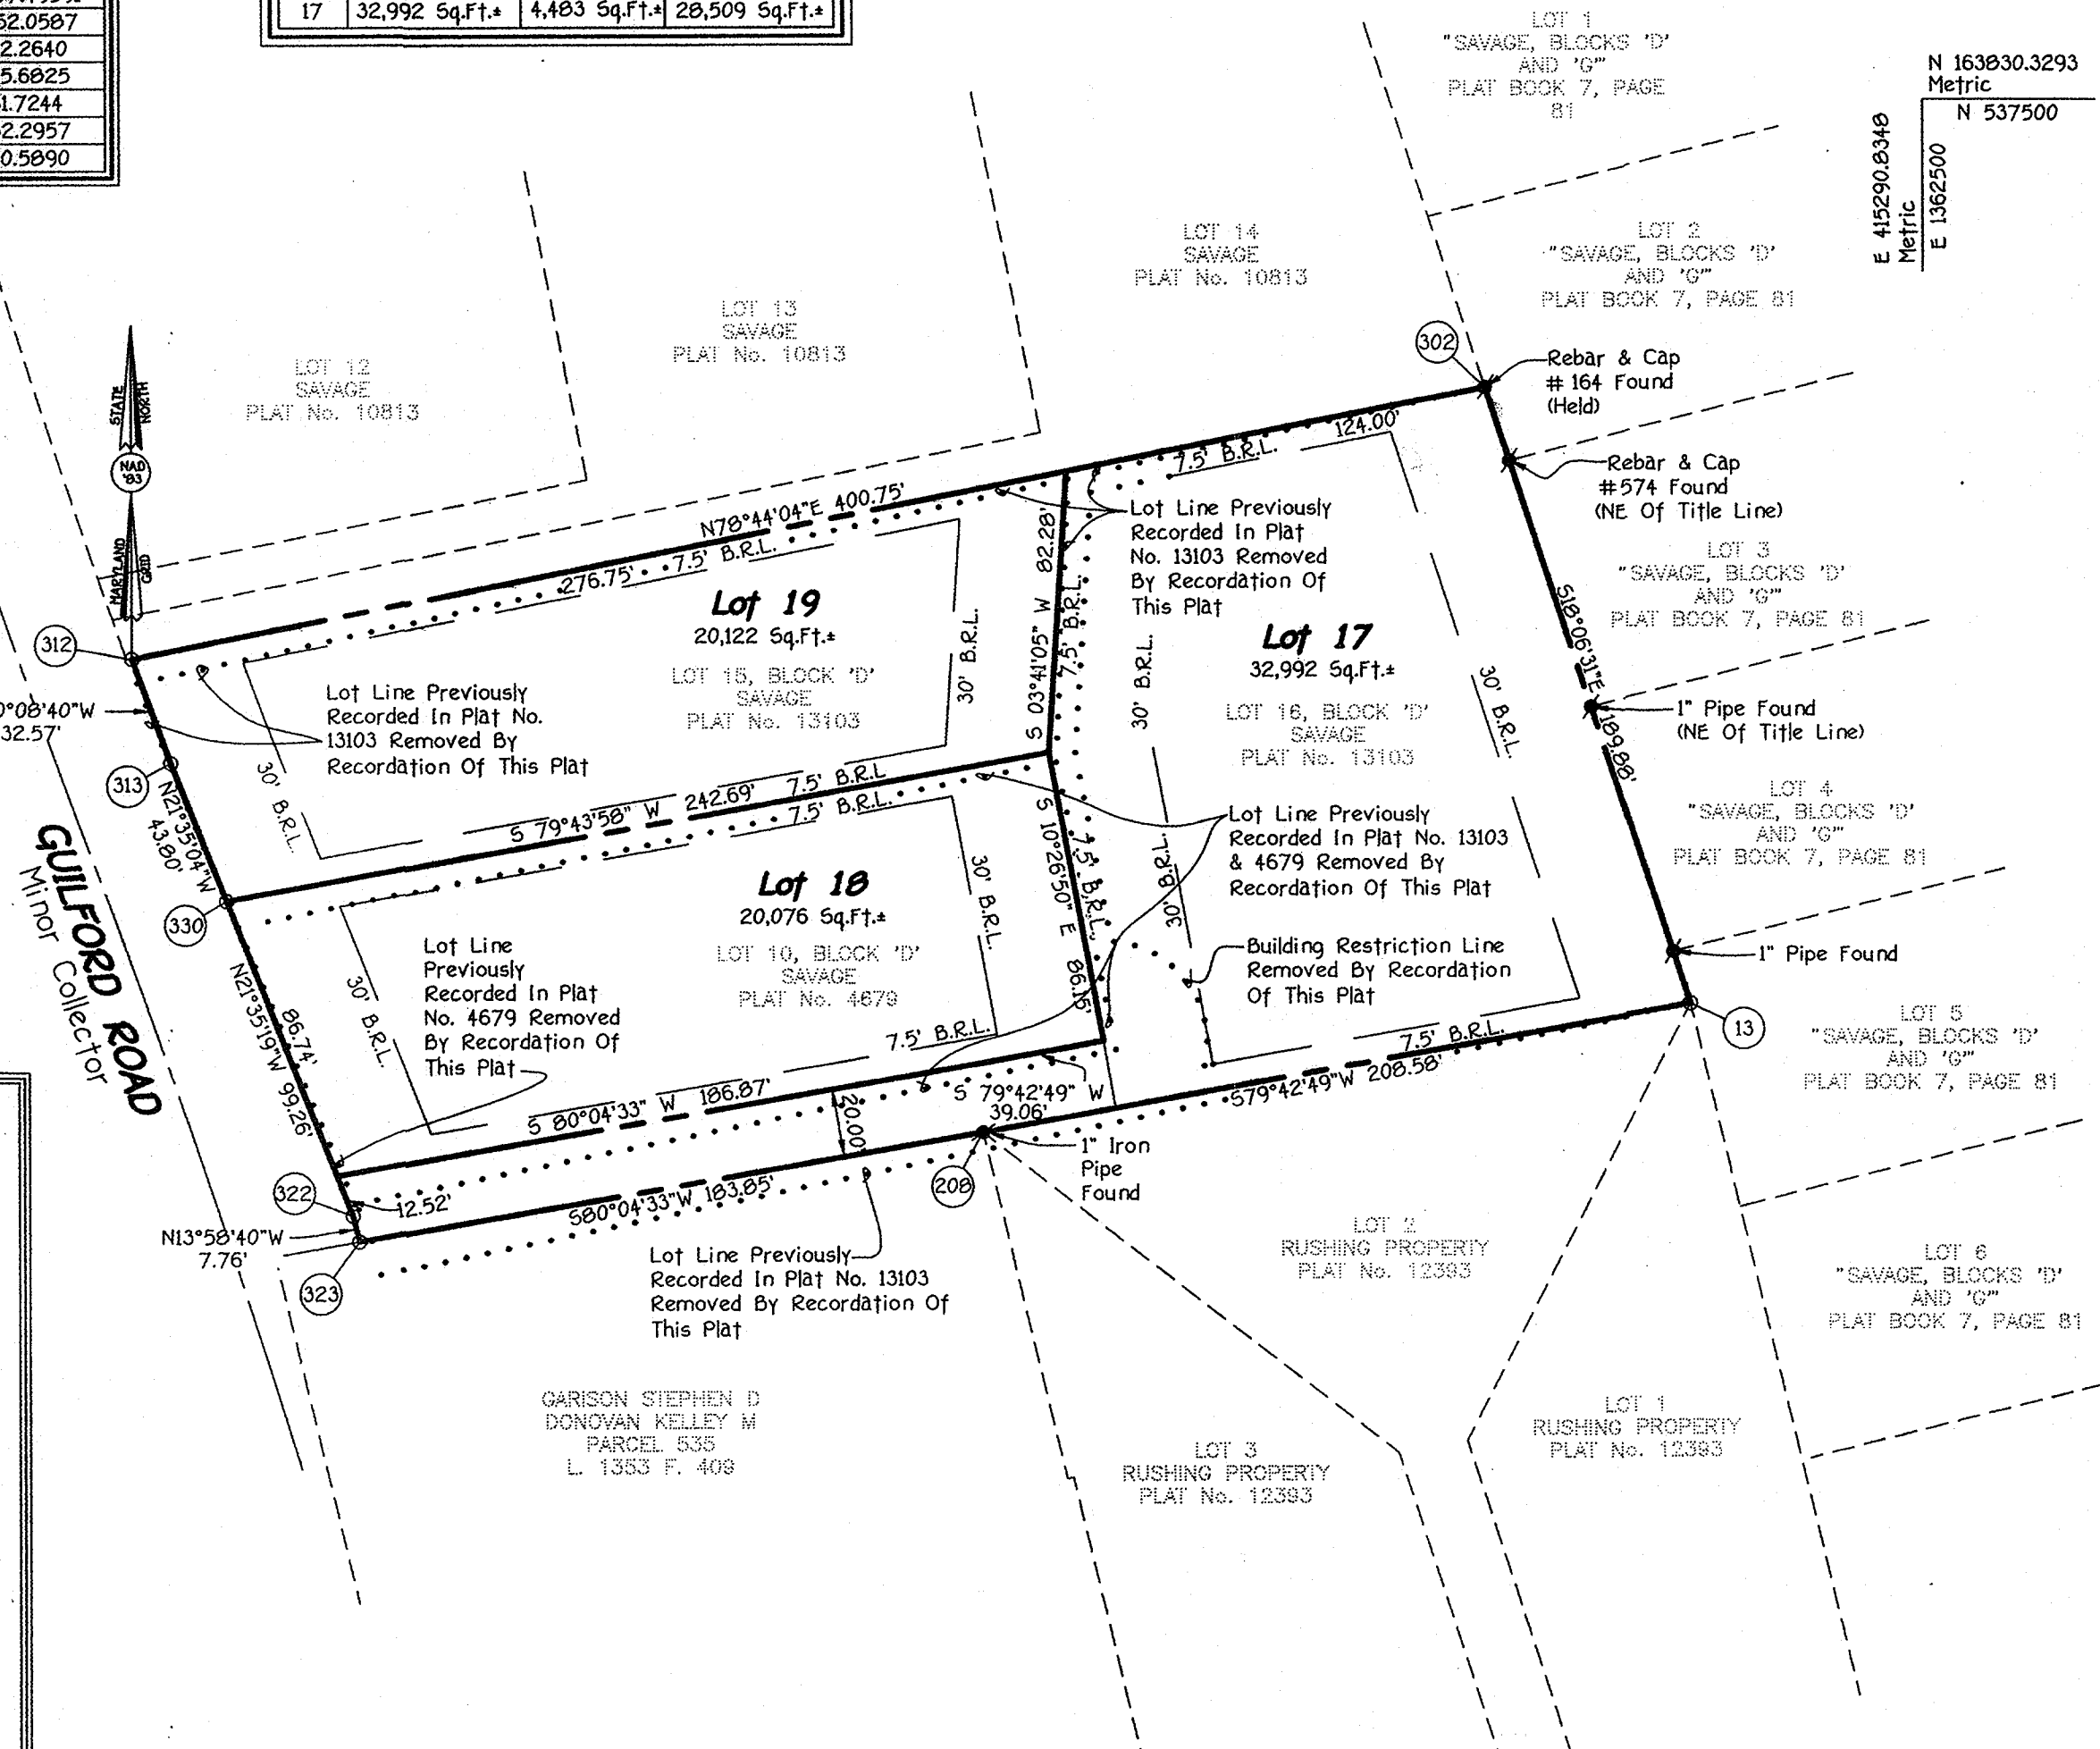 52.0587
2.2640
5.6825
1.7244
2.2957
0.5890
17 32,992 Sq.Ft.± 4,483 Sq.Ft.± 28,509 Sq.Ft.±
LOT 1
"SAVAGE, BLOCKS 'D'
AND 'G'"
PLAT BOOK 7, PAGE
81
N 163830.3293
Metric
N 537500
E 415290.8348
Metric
E 1362500
LOT 2
"SAVAGE, BLOCKS 'D'
AND 'G'"
PLAT BOOK 7, PAGE 81
LOT 14
SAVAGE
PLAT No. 10813
LOT 13
SAVAGE
PLAT No. 10813
LOT 12
SAVAGE
PLAT No. 10813
STATE
NORTH
NAD
'83
MARYLAND
GRID
302
Rebar & Cap
# 164 Found
(Held)
Rebar & Cap
#574 Found
(NE Of Title Line)
LOT 3
"SAVAGE, BLOCKS 'D'
AND 'G'"
PLAT BOOK 7, PAGE 81
124.00'
7.5' B.R.L.
N78°44'04"E 400.75'
7.5' B.R.L.
276.75'
Lot Line Previously
Recorded In Plat
No. 13103 Removed
By Recordation Of
This Plat
Lot 19
20,122 Sq.Ft.±
LOT 15, BLOCK 'D'
SAVAGE
PLAT No. 13103
30' B.R.L.
S 03°41'05" W 82.28'
7.5' B.R.L.
7.5' B.R.L.
30' B.R.L.
Lot 17
32,992 Sq.Ft.±
LOT 16, BLOCK 'D'
SAVAGE
PLAT No. 13103
30' B.R.L.
S18°06'31"E 189.88'
1" Pipe Found
(NE Of Title Line)
312
0°08'40"W
32.57'
313
Lot Line Previously
Recorded In Plat No.
13103 Removed By
Recordation Of This Plat
30' B.R.L.
N21°35'04"W
43.80'
330
S 79°43'58" W 242.69'
7.5' B.R.L
7.5' B.R.L.
LOT 4
"SAVAGE, BLOCKS 'D'
AND 'G'"
PLAT BOOK 7, PAGE 81
Lot Line Previously
Recorded In Plat No. 13103
& 4679 Removed By
Recordation Of This Plat
GUILFORD ROAD
Minor Collector
Lot 18
20,076 Sq.Ft.±
LOT 10, BLOCK 'D'
SAVAGE
PLAT No. 4679
30' B.R.L.
S 10°26'50" E 86.15'
7.5' B.R.L.
30' B.R.L.
Building Restriction Line
Removed By Recordation
Of This Plat
1" Pipe Found
13
LOT 5
"SAVAGE, BLOCKS 'D'
AND 'G'"
PLAT BOOK 7, PAGE 81
Lot Line
Previously
Recorded In Plat
No. 4679 Removed
By Recordation Of
This Plat
30' B.R.L.
86.74'
N21°35'19"W 99.26'
7.5' B.R.L.
7.5' B.R.L.
S 80°04'33" W 186.87'
20.00'
S 79°42'49" W
39.06'
S79°42'49"W 208.58'
1" Iron
Pipe
Found
208
322
12.52'
N13°58'40"W
7.76'
323
S80°04'33"W 183.85'
Lot Line Previously
Recorded In Plat No. 13103
Removed By Recordation Of
This Plat
LOT 2
RUSHING PROPERTY
PLAT No. 12393
LOT 6
"SAVAGE, BLOCKS 'D'
AND 'G'"
PLAT BOOK 7, PAGE 81
GARISON STEPHEN D
DONOVAN KELLEY M
PARCEL 535
L. 1353 F. 409
LOT 3
RUSHING PROPERTY
PLAT No. 12393
LOT 1
RUSHING PROPERTY
PLAT No. 12393